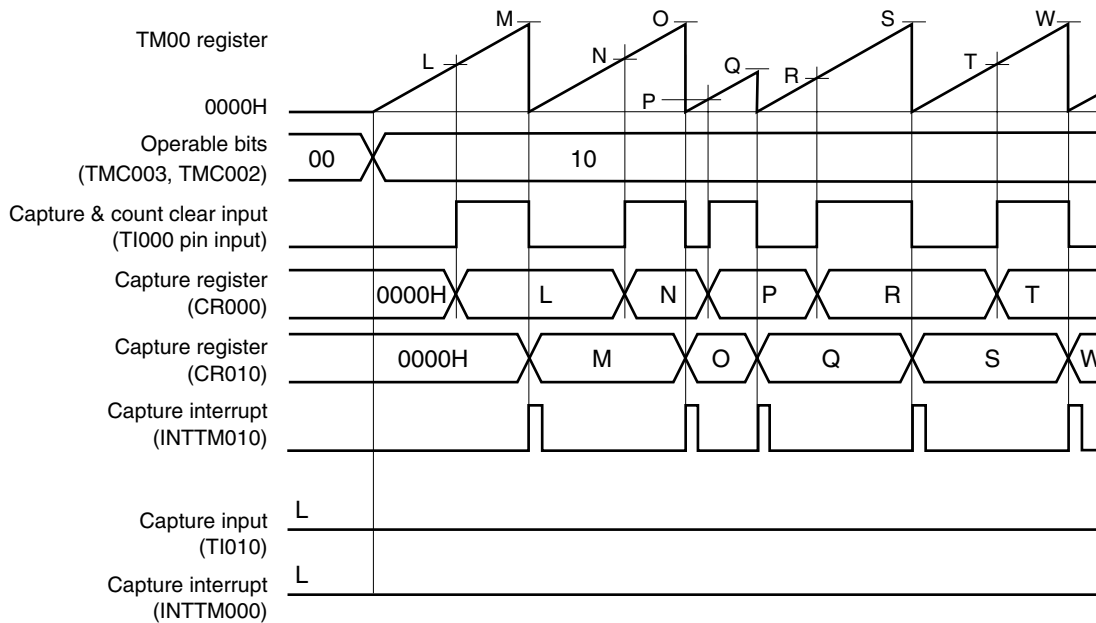 TM00 register
L M N O P Q R S T W
0000H
Operable bits
(TMC003, TMC002)
00 10
Capture & count clear input
(TI000 pin input)
Capture register
(CR000)
0000H L N P R T
Capture register
(CR010)
0000H M O Q S W
Capture interrupt
(INTTM010)
Capture input
(TI010)
L
Capture interrupt
(INTTM000)
L